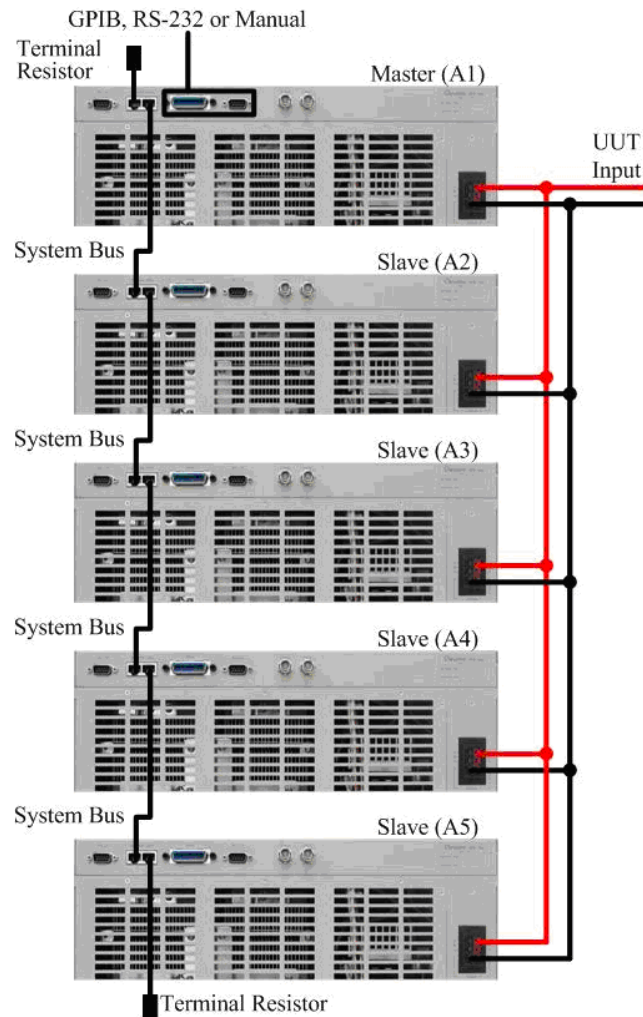 GPIB, RS-232 or Manual
Terminal
Resistor
Master (A1)
UUT
Input
System Bus
Slave (A2)
System Bus
Slave (A3)
System Bus
Slave (A4)
System Bus
Slave (A5)
Terminal Resistor